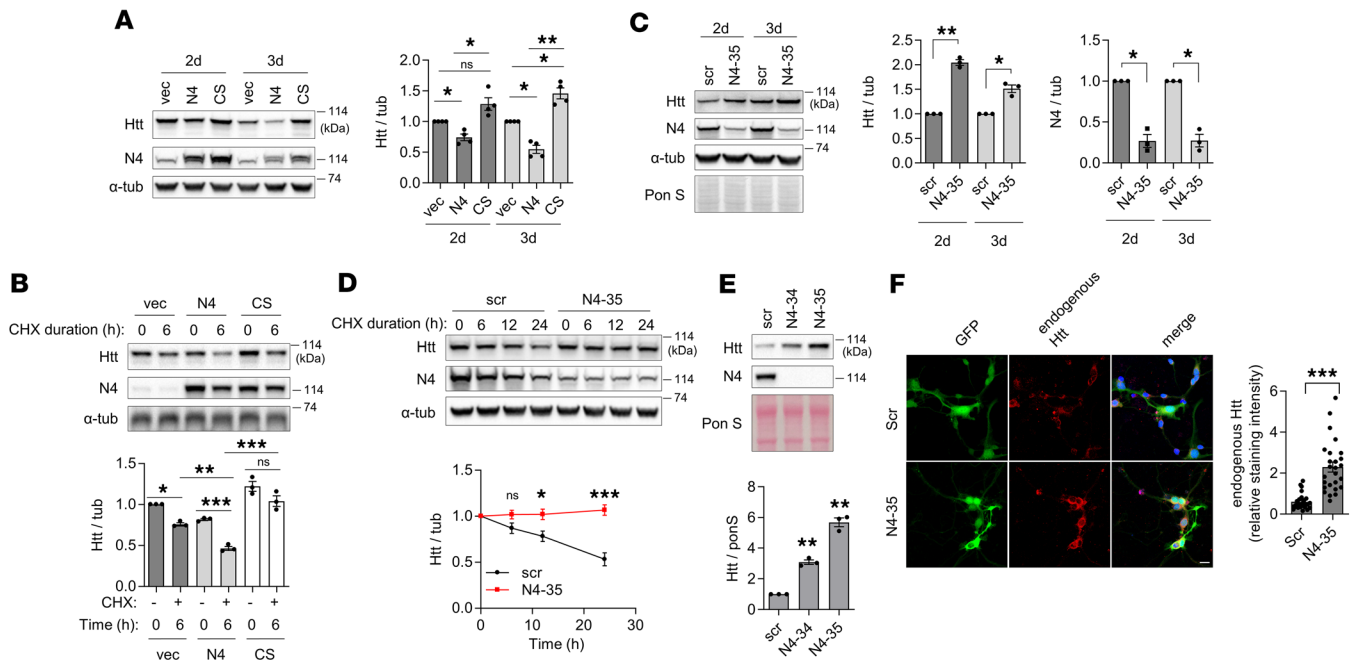 A
2d
3d
vec
N4
CS
vec
N4
CS
Htt
N4
α-tub
114
(kDa)
114
74
Htt / tub
2.0
1.5
1.0
0.5
0.0
*
ns
*
*
*
**
*
vec
N4
CS
vec
N4
CS
2d
3d
C
2d
3d
scr
N4-35
scr
N4-35
Htt
N4
α-tub
Pon S
114
(kDa)
114
74
Htt / tub
2.5
2.0
1.5
1.0
0.5
0.0
**
*
scr
N4-35
scr
N4-35
2d
3d
N4 / tub
1.5
1.0
0.5
0.0
*
*
scr
N4-35
scr
N4-35
2d
3d
B
vec
N4
CS
CHX duration (h):
0
6
0
6
0
6
Htt
N4
α-tub
114
(kDa)
114
74
Htt / tub
1.5
1.0
0.5
0.0
*
**
***
***
ns
CHX:
-
+
-
+
-
+
Time (h):
0
6
0
6
0
6
vec
N4
CS
D
scr
N4-35
CHX duration (h):
0
6
12
24
0
6
12
24
Htt
N4
α-tub
114
(kDa)
114
74
Htt / tub
1.5
1.0
0.5
0.0
ns
*
***
scr
N4-35
0
10
20
30
Time (h)
E
scr
N4-34
N4-35
Htt
N4
Pon S
114
(kDa)
114
Htt / ponS
8
6
4
2
0
**
**
scr
N4-34
N4-35
F
GFP
endogenous
Htt
merge
Scr
N4-35
endogenous Htt
(relative staining intensity)
6
4
2
0
***
Scr
N4-35